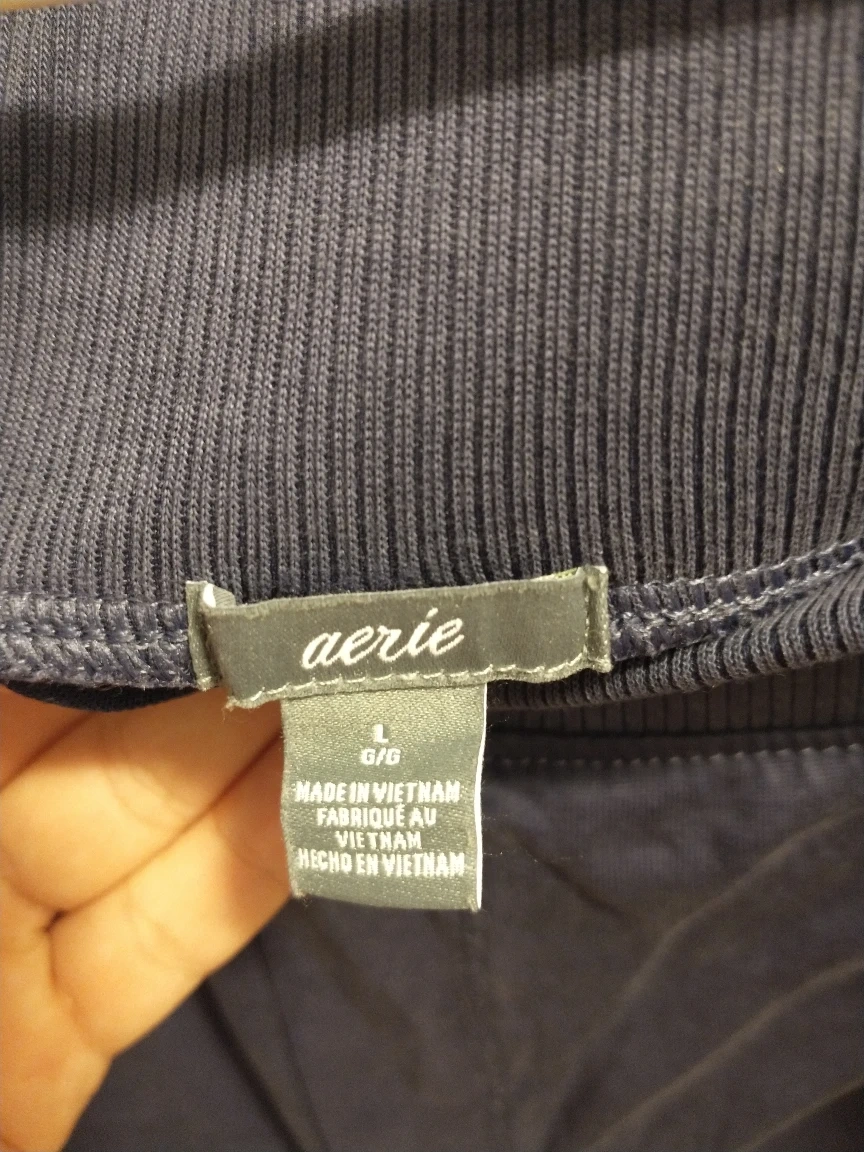 aerie
L
G/G
MADE IN VIETNAM
FABRIQUÉ AU
VIETNAM
HECHO EN VIETNAM